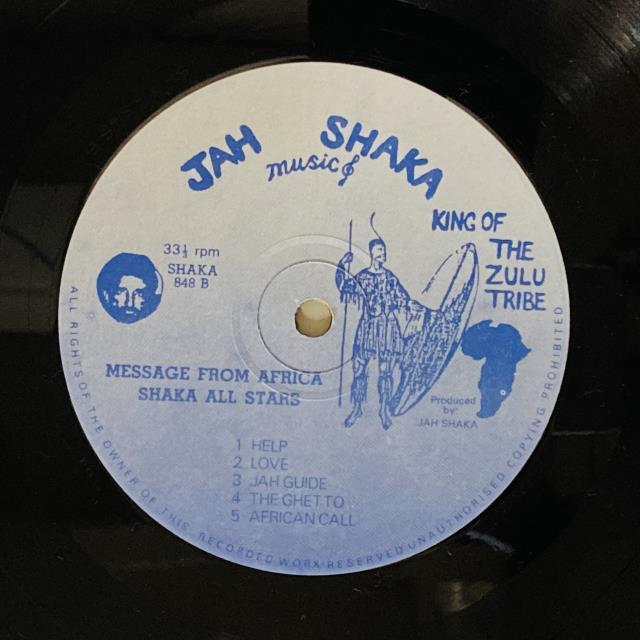 JAH SHAKA
music
KING OF
THE
ZULU
TRIBE
33⅓ rpm
SHAKA
848 B
MESSAGE FROM AFRICA
SHAKA ALL STARS
Produced
by:
JAH SHAKA
1 HELP
2 LOVE
3 JAH GUIDE
4 THE GHETTO
5 AFRICAN CALL
ALL RIGHTS OF THE OWNER OF THIS RECORDED WORK RESERVED UNAUTHORISED COPYING PROHIBITED